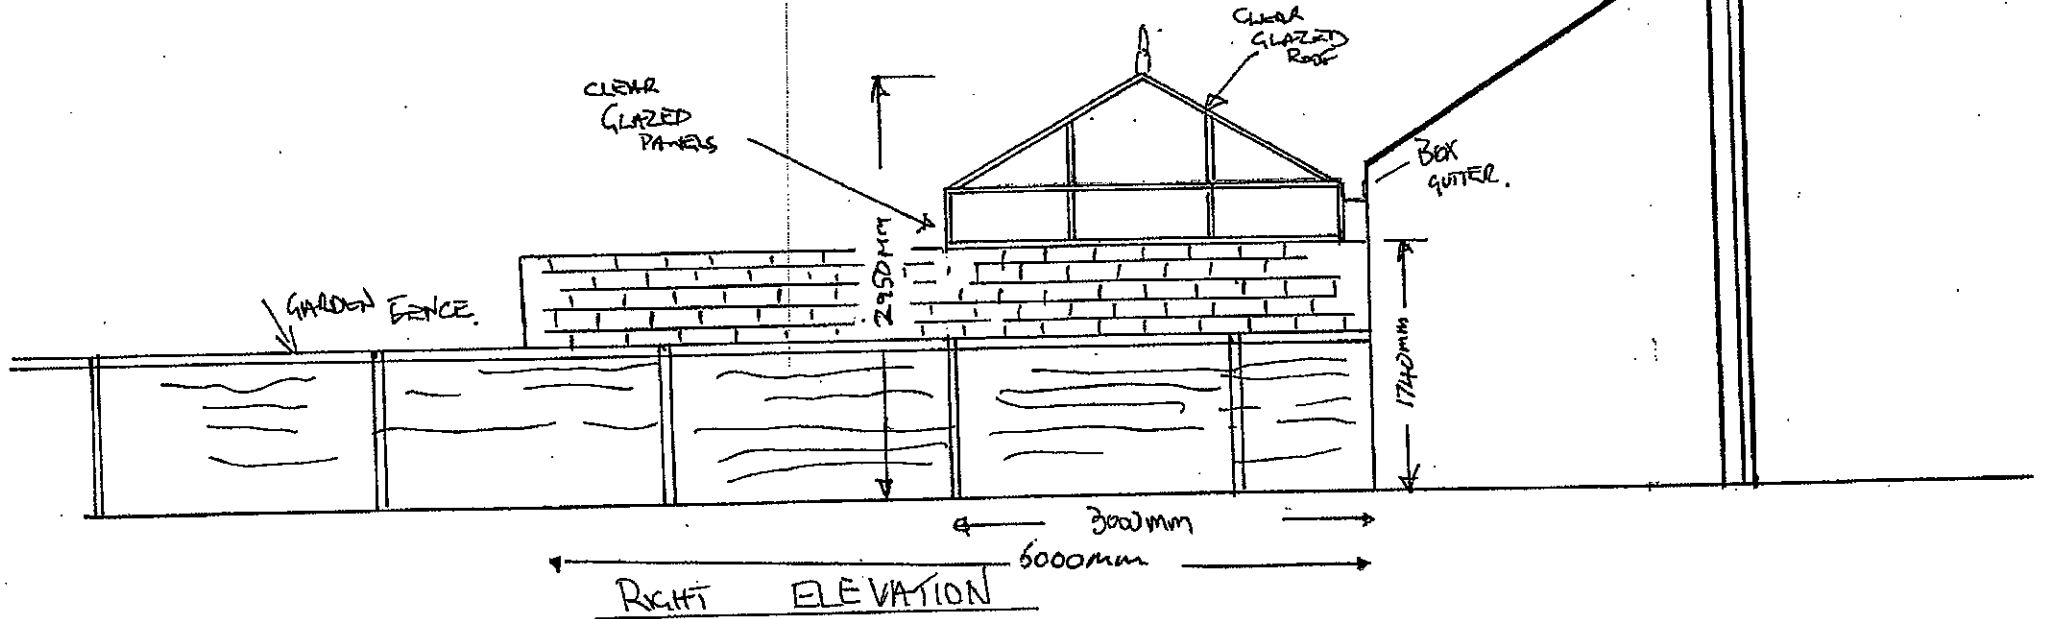 CLEAR
GLAZED
ROOF
CLEAR
GLAZED
PANELS
BOX
GUTTER.
GARDEN FENCE.
2950MM
1740mm
3000mm
6000mm
RIGHT ELEVATION